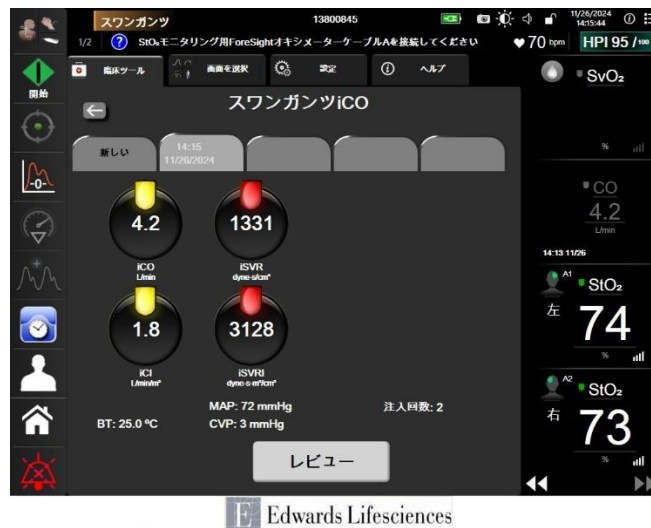 スワンガンツ
13800845
11/26/2024
14:15:44
1/2 ? StO₂モニタリング用ForeSightオキシメーターケーブルAを接続してください
70 bpm
HPI 95 /100
臨床ツール
画面を選択
設定
ヘルプ
開始
スワンガンツiCO
SvO₂
%
新しい
14:15
11/26/2024
-0-
4.2
iCO
L/min
1331
iSVR
dyne-s/cm⁵
CO
4.2
L/min
14:13 11/26
1.8
iCI
L/min/m²
3128
iSVRI
dyne-s-m²/cm⁵
A1
StO₂
左
74
%
MAP: 72 mmHg
注入回数: 2
BT: 25.0 ºC
CVP: 3 mmHg
レビュー
A2
StO₂
右
73
%
E Edwards Lifesciences